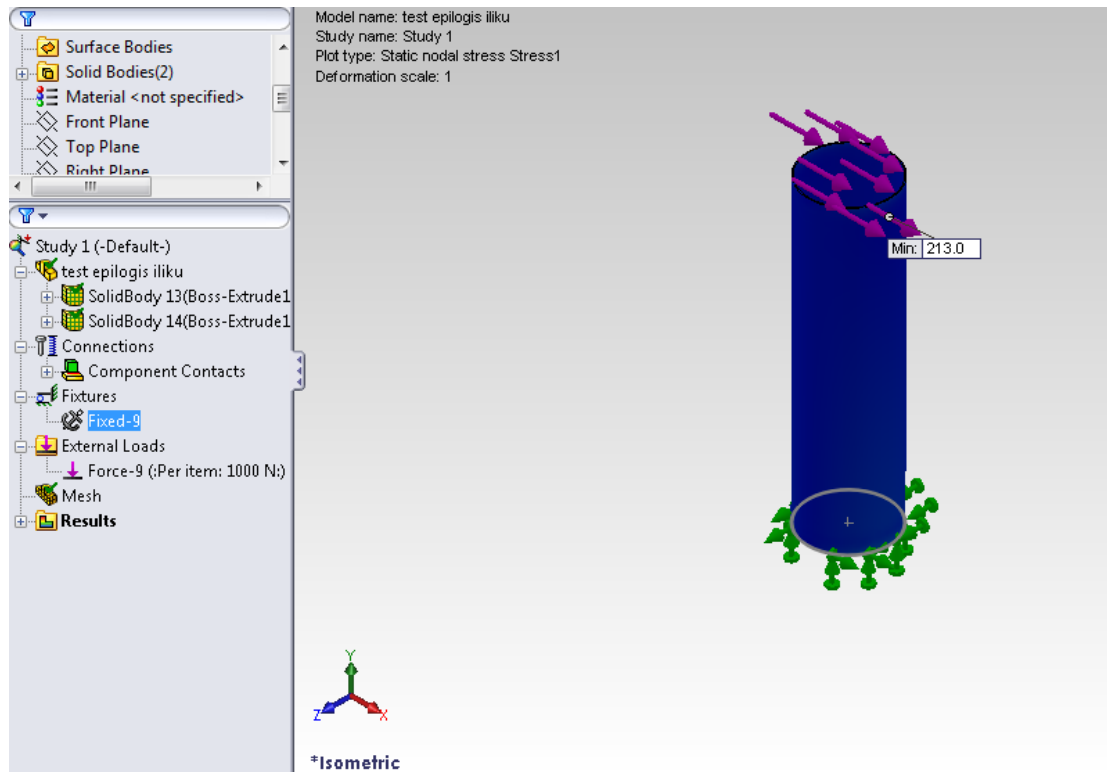 Surface Bodies
Solid Bodies(2)
Material <not specified>
Front Plane
Top Plane
Right Plane
Study 1 (-Default-)
test epilogis iliku
SolidBody 13(Boss-Extrude1
SolidBody 14(Boss-Extrude1
Connections
Component Contacts
Fixtures
Fixed-9
External Loads
Force-9 (:Per item: 1000 N:)
Mesh
Results
Model name: test epilogis iliku
Study name: Study 1
Plot type: Static nodal stress Stress1
Deformation scale: 1
Min: 213.0
Y
Z
X
*Isometric